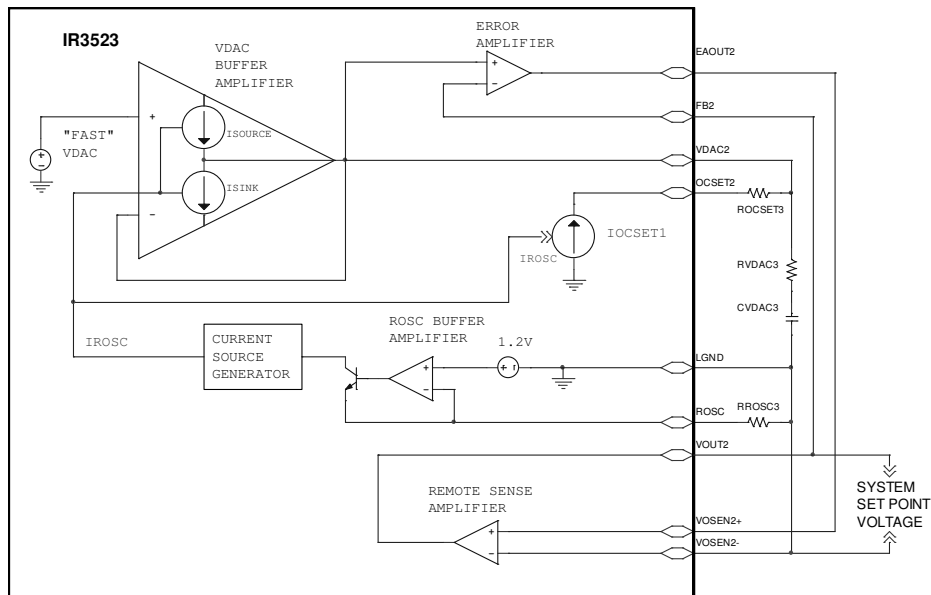 IR3523
VDAC
BUFFER
AMPLIFIER
ERROR
AMPLIFIER
+
-
EAOUT2
FB2
"FAST"
VDAC
+
-
+
-
ISOURCE
ISINK
VDAC2
OCSET2
ROCSET3
IOCSET1
IROSC
RVDAC3
CVDAC3
IROSC
CURRENT
SOURCE
GENERATOR
ROSC BUFFER
AMPLIFIER
+
-
1.2V
+ -
LGND
ROSC
RROSC3
VOUT2
REMOTE SENSE
AMPLIFIER
+
-
VOSEN2+
VOSEN2-
SYSTEM
SET POINT
VOLTAGE